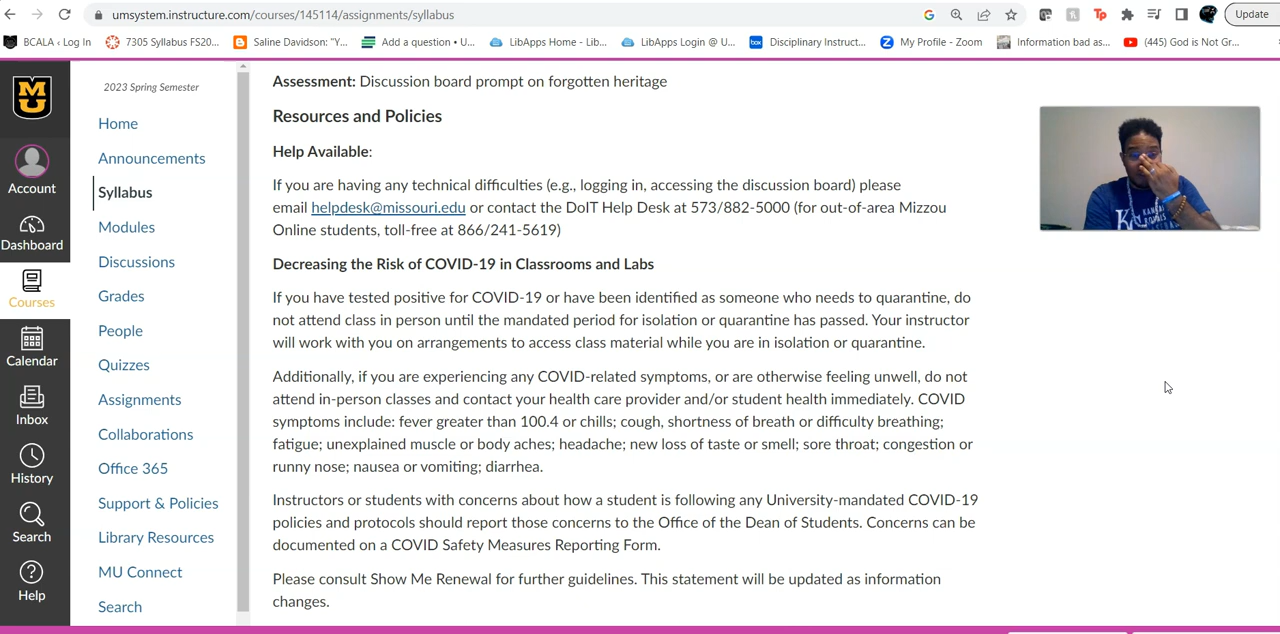 umsystem.instructure.com/courses/145114/assignments/syllabus
Update
BCALA ‹ Log In
7305 Syllabus FS20...
Saline Davidson: "Y...
Add a question • U...
LibApps Home - Lib...
LibApps Login @ U...
box
Disciplinary Instruct...
My Profile - Zoom
Information bad as...
(445) God is Not Gr...
MU
Account
Dashboard
Courses
Calendar
Inbox
History
Search
Help
2023 Spring Semester
Home
Announcements
Syllabus
Modules
Discussions
Grades
People
Quizzes
Assignments
Collaborations
Office 365
Support & Policies
Library Resources
MU Connect
Search
Assessment: Discussion board prompt on forgotten heritage
Resources and Policies
Help Available:
If you are having any technical difficulties (e.g., logging in, accessing the discussion board) please
email helpdesk@missouri.edu or contact the DoIT Help Desk at 573/882-5000 (for out-of-area Mizzou
Online students, toll-free at 866/241-5619)
Decreasing the Risk of COVID-19 in Classrooms and Labs
If you have tested positive for COVID-19 or have been identified as someone who needs to quarantine, do
not attend class in person until the mandated period for isolation or quarantine has passed. Your instructor
will work with you on arrangements to access class material while you are in isolation or quarantine.
Additionally, if you are experiencing any COVID-related symptoms, or are otherwise feeling unwell, do not
attend in-person classes and contact your health care provider and/or student health immediately. COVID
symptoms include: fever greater than 100.4 or chills; cough, shortness of breath or difficulty breathing;
fatigue; unexplained muscle or body aches; headache; new loss of taste or smell; sore throat; congestion or
runny nose; nausea or vomiting; diarrhea.
Instructors or students with concerns about how a student is following any University-mandated COVID-19
policies and protocols should report those concerns to the Office of the Dean of Students. Concerns can be
documented on a COVID Safety Measures Reporting Form.
Please consult Show Me Renewal for further guidelines. This statement will be updated as information
changes.